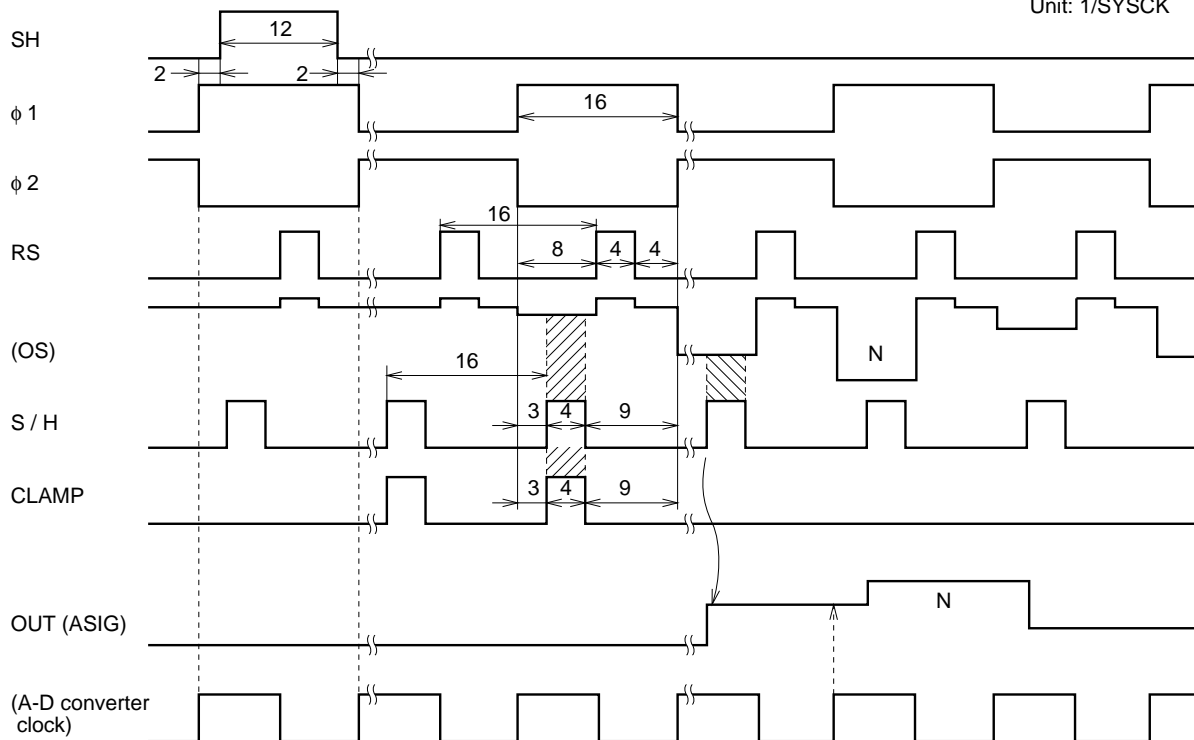 Unit: 1/SYSCK
SH
12
2
2
φ 1
16
φ 2
16
RS
8
4
4
(OS)
N
16
S / H
3
4
9
CLAMP
3
4
9
OUT (ASIG)
N
(A-D converter
clock)